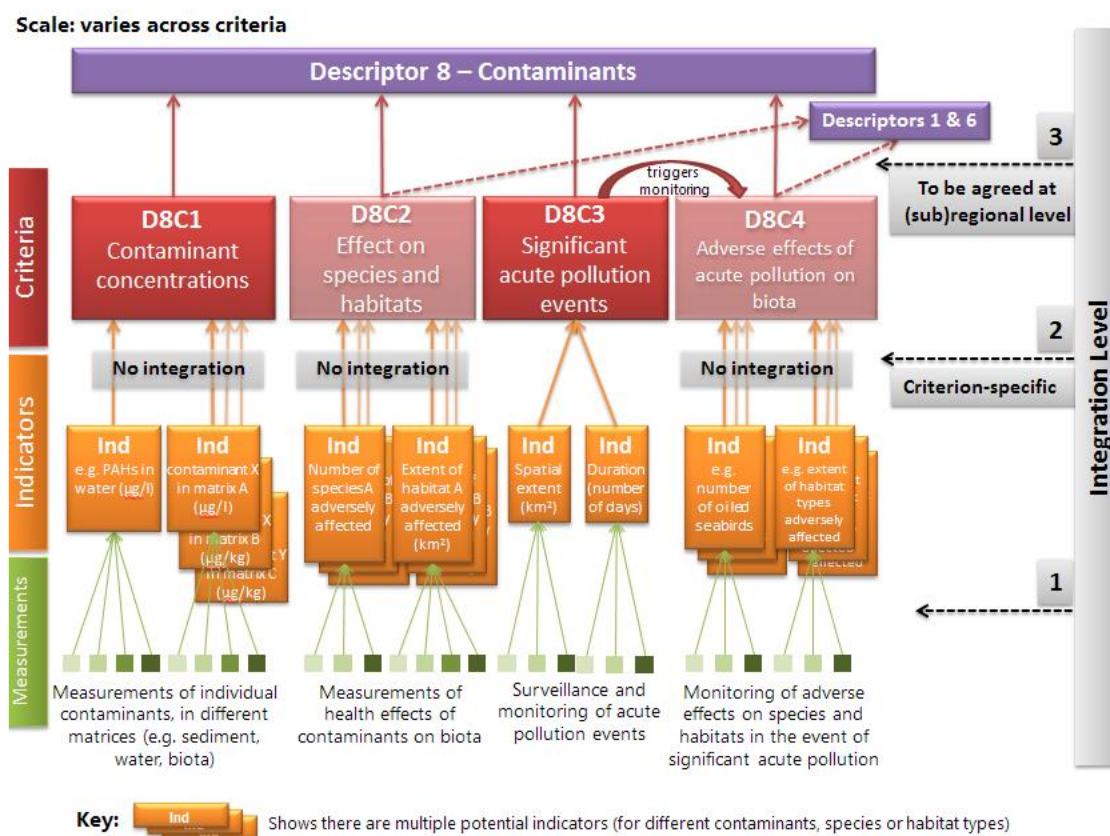 Scale: varies across criteria
Descriptor 8 – Contaminants
Descriptors 1 & 6
3
triggers
monitoring
To be agreed at
(sub)regional level
Criteria
D8C1
Contaminant
concentrations
D8C2
Effect on
species and
habitats
D8C3
Significant
acute pollution
events
D8C4
Adverse effects of
acute pollution on
biota
2
Criterion-specific
Integration Level
No integration
No integration
No integration
Indicators
Ind
e.g. PAHs in
water (µg/l)
Ind
contaminant X
in matrix A
(µg/l)
X
in matrix B
(µg/kg)
Y
in matrix C
(µg/kg)
Ind
Number of
species A
adversely
affected
B
Ind
Extent of
habitat A
adversely
affected
(km²)
B
Ind
Spatial
extent
(km²)
Ind
Duration
(number
of days)
Ind
e.g.
number
of oiled
seabirds
Ind
e.g. extent
of habitat
types
adversely
affected
affected
affected
1
Measurements
Measurements of individual
contaminants, in different
matrices (e.g. sediment,
water, biota)
Measurements of
health effects of
contaminants on biota
Surveillance and
monitoring of acute
pollution events
Monitoring of adverse
effects on species and
habitats in the event of
significant acute pollution
Key:
Ind
Shows there are multiple potential indicators (for different contaminants, species or habitat types)